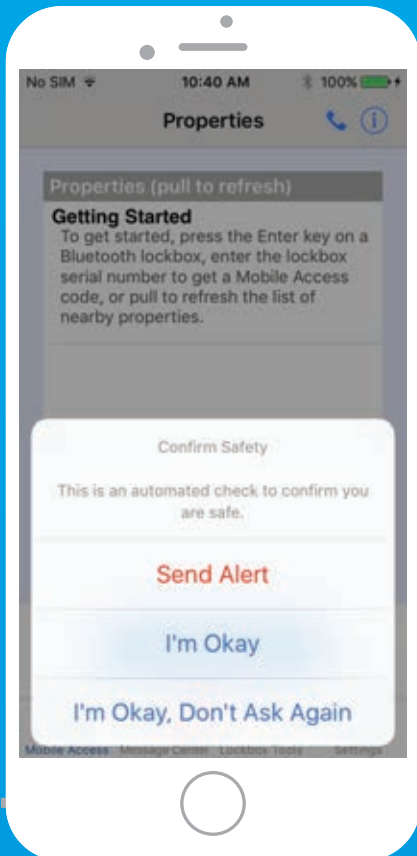 No SIM 10:40 AM 100%
Properties
Properties (pull to refresh)
Getting Started
To get started, press the Enter key on a
Bluetooth lockbox, enter the lockbox
serial number to get a Mobile Access
code, or pull to refresh the list of
nearby properties.
Confirm Safety
This is an automated check to confirm you
are safe.
Send Alert
I'm Okay
I'm Okay, Don't Ask Again
Mobile Access Message Center Lockbox Tools Settings